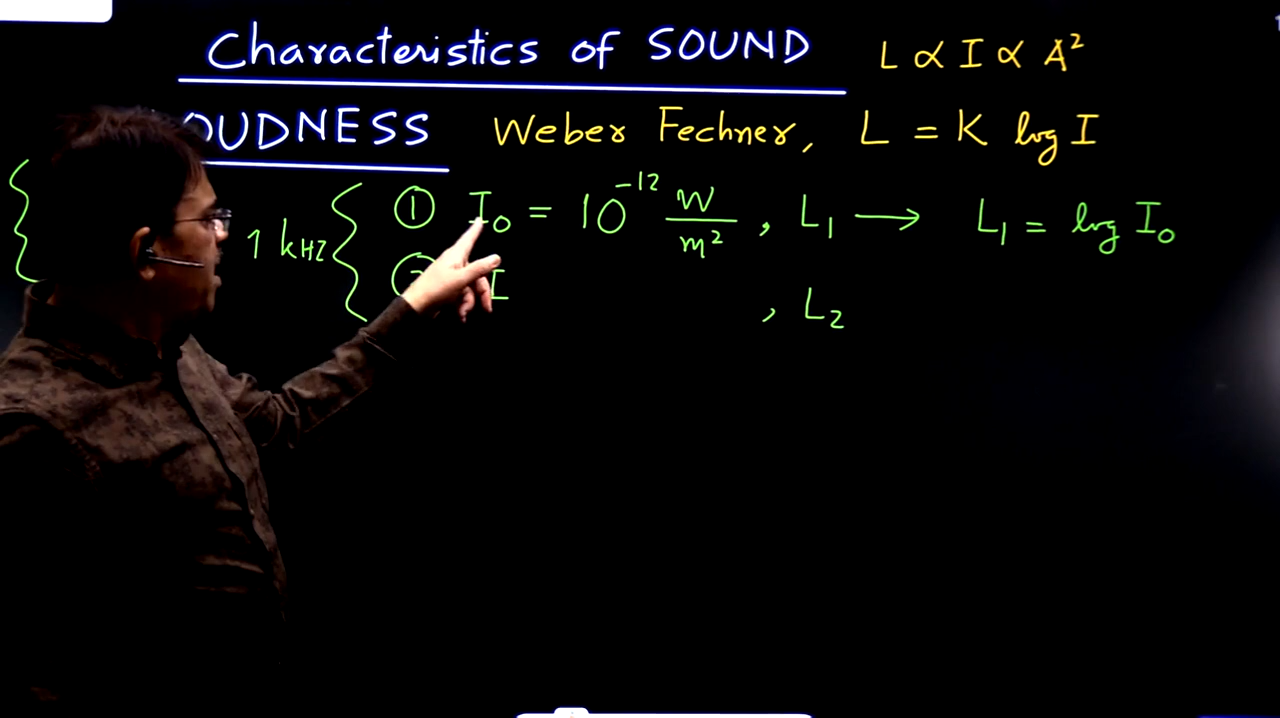 Characteristics of SOUND L ∝ I ∝ A²
OUDNESS Weber Fechner, L = K log I
1 kHz { ① I₀ = 10⁻¹² W/m² , L₁ → L₁ = log I₀
I , L₂